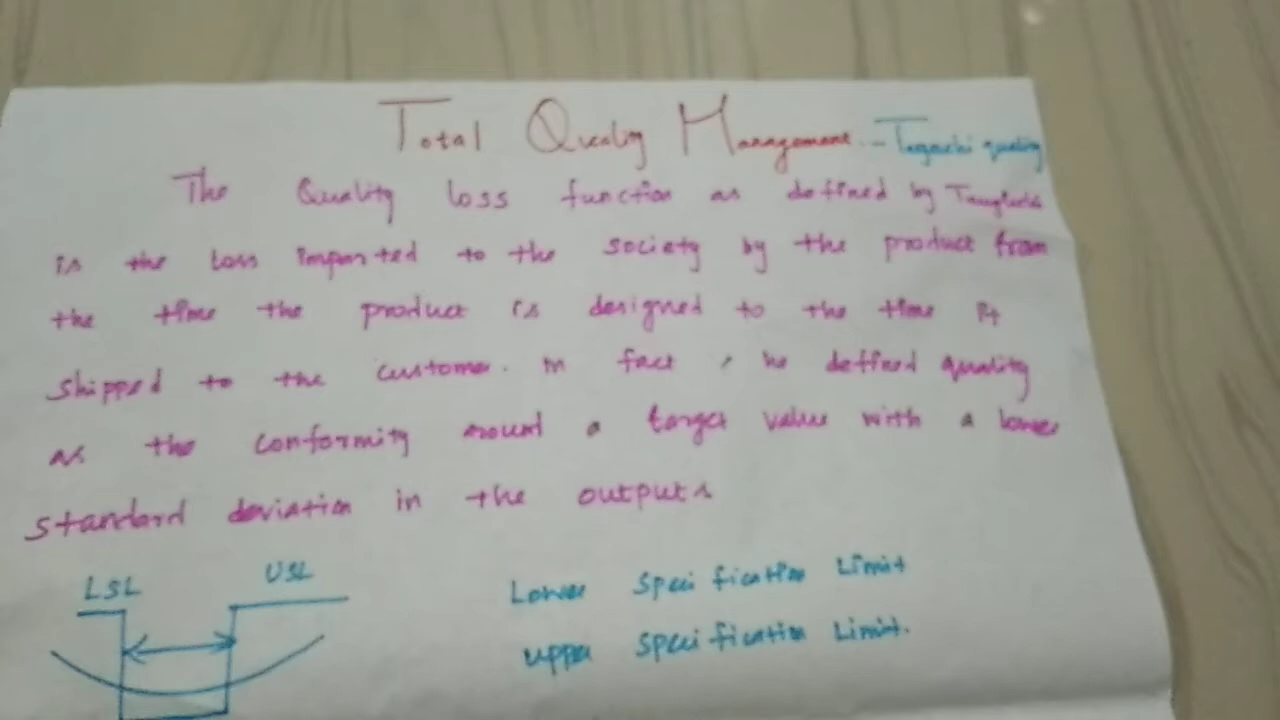 Total Quality Management - Taguchi quality
The Quality loss function as defined by
is the loss imparted to the society by the product from
the time the product is designed to the time it
shipped to the customer. In fact, he defined quality
as the conformity around a target value with a lower
standard deviation in the outputs
LSL USL Lower Specification Limit
Upper Specification Limit.